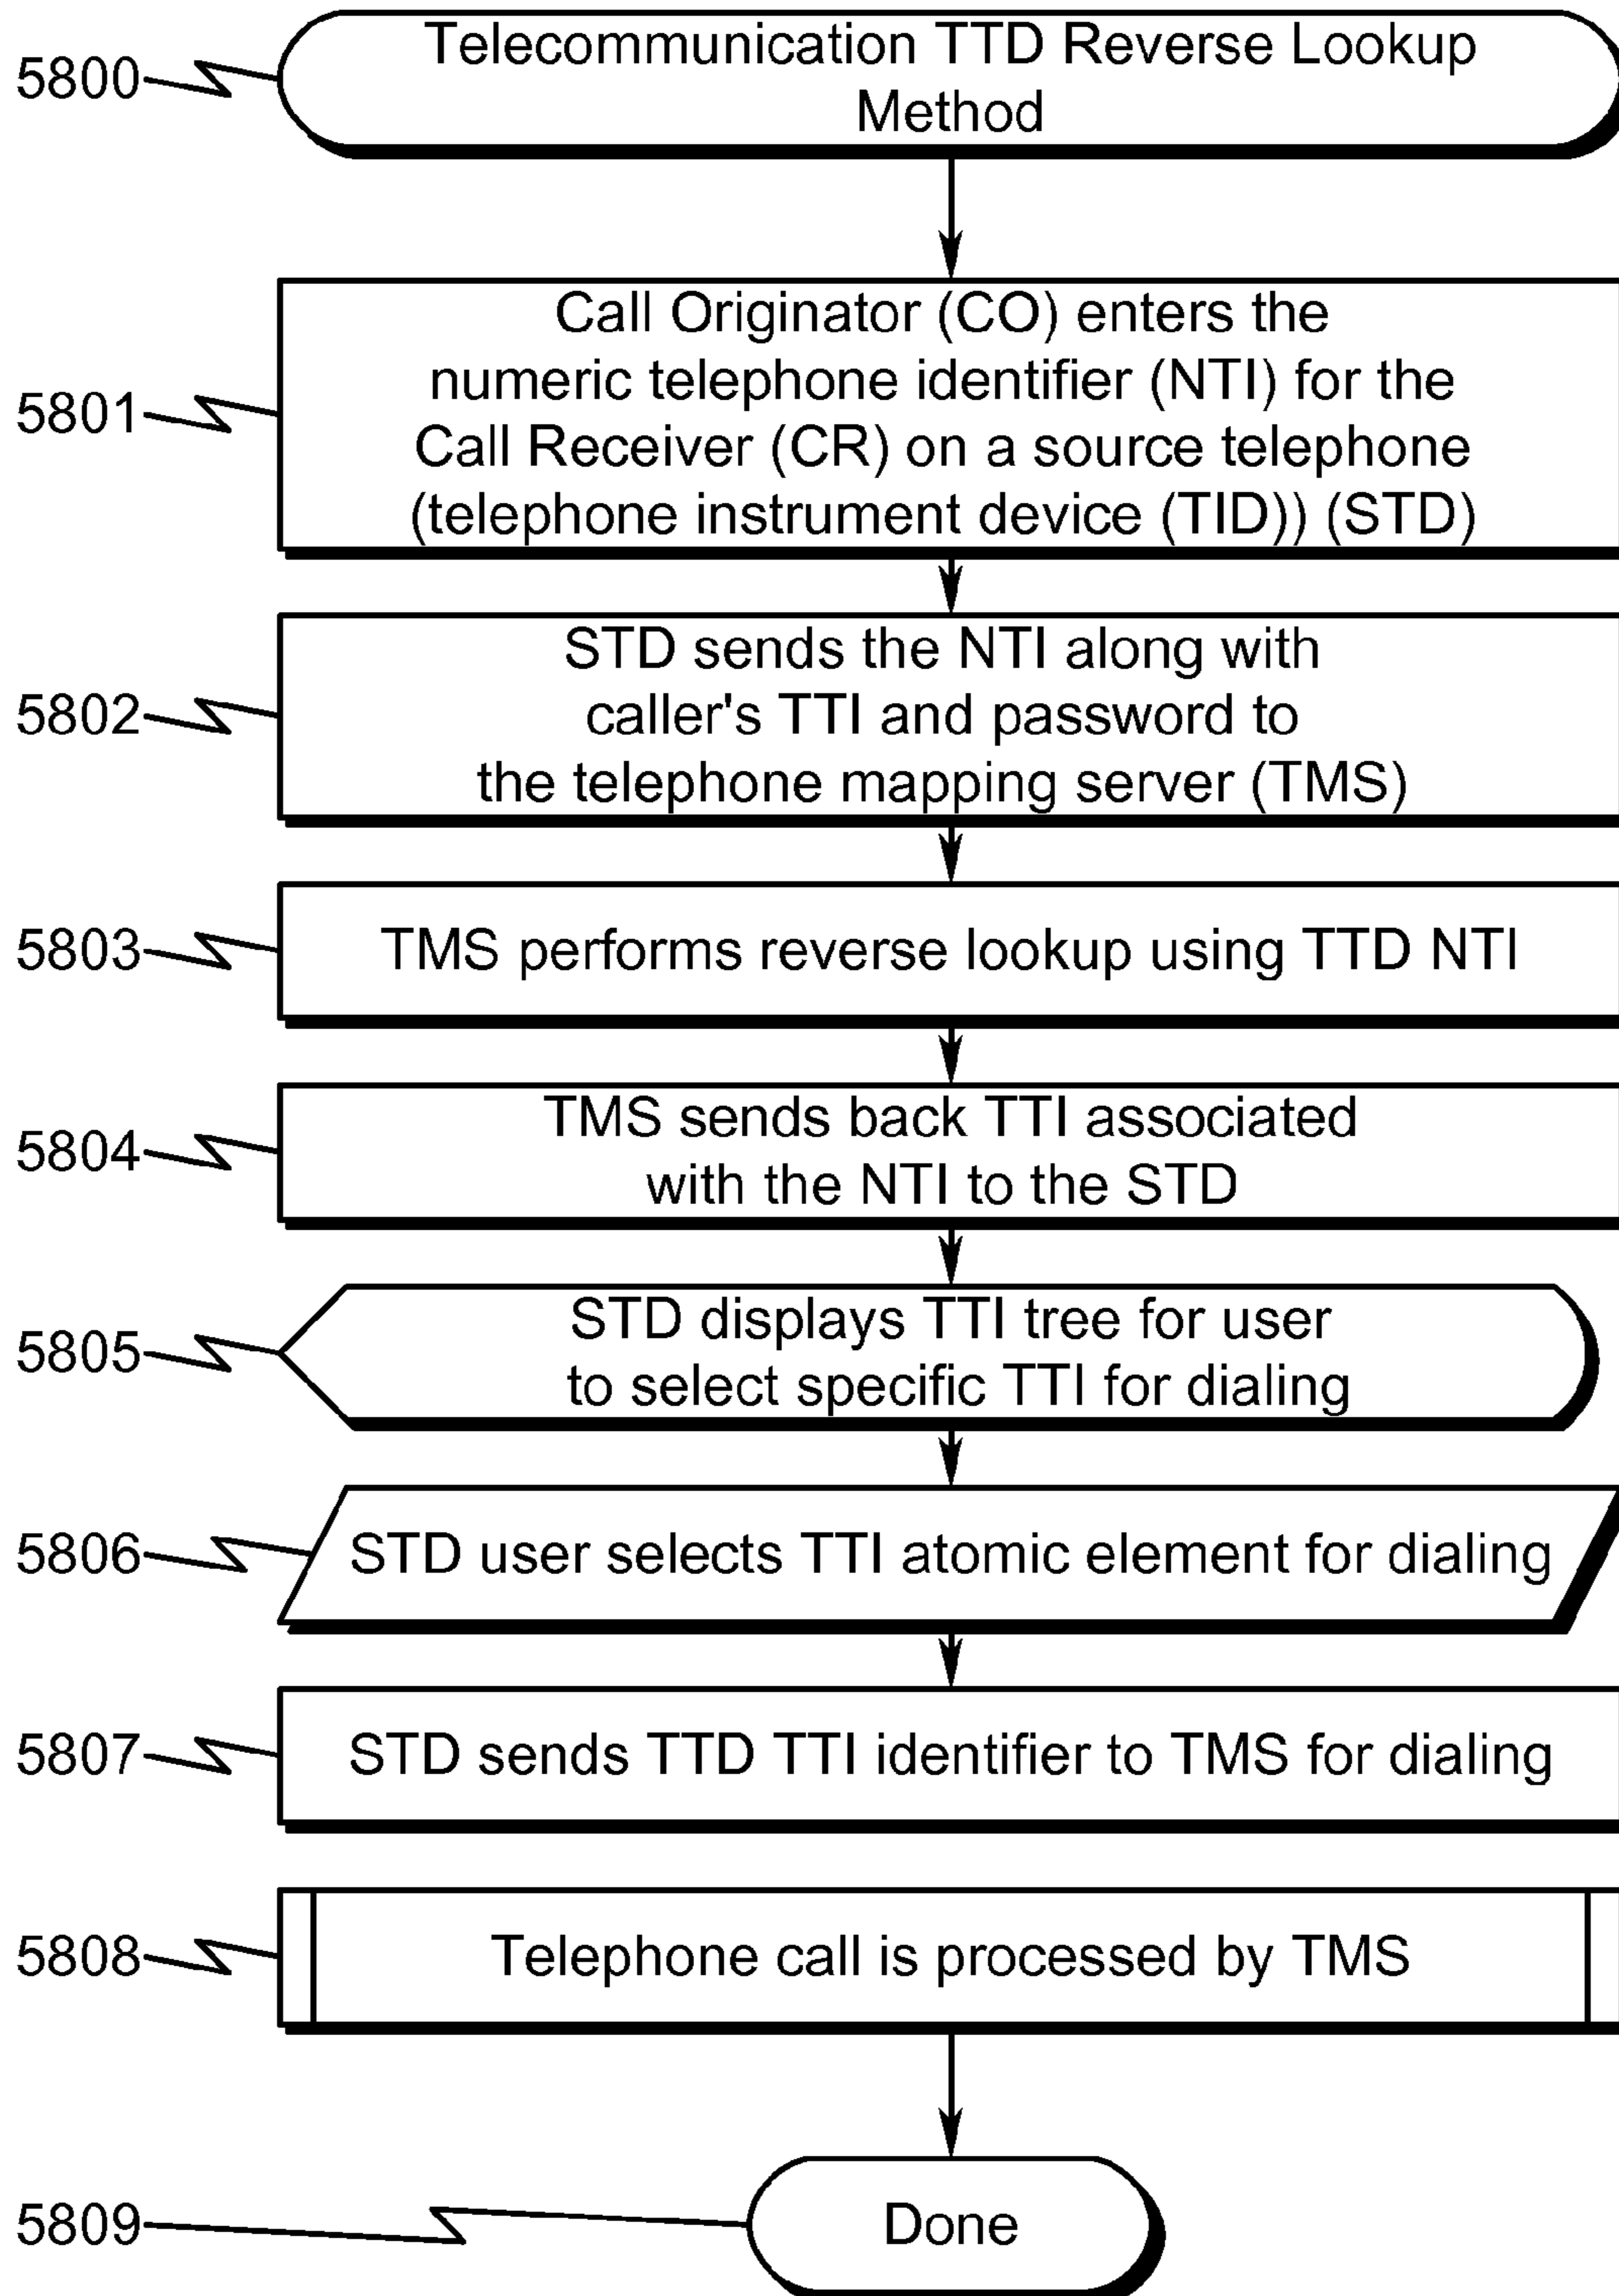 5800
Telecommunication TTD Reverse Lookup
Method
5801
Call Originator (CO) enters the
numeric telephone identifier (NTI) for the
Call Receiver (CR) on a source telephone
(telephone instrument device (TID)) (STD)
5802
STD sends the NTI along with
caller's TTI and password to
the telephone mapping server (TMS)
5803
TMS performs reverse lookup using TTD NTI
5804
TMS sends back TTI associated
with the NTI to the STD
5805
STD displays TTI tree for user
to select specific TTI for dialing
5806
STD user selects TTI atomic element for dialing
5807
STD sends TTD TTI identifier to TMS for dialing
5808
Telephone call is processed by TMS
5809
Done